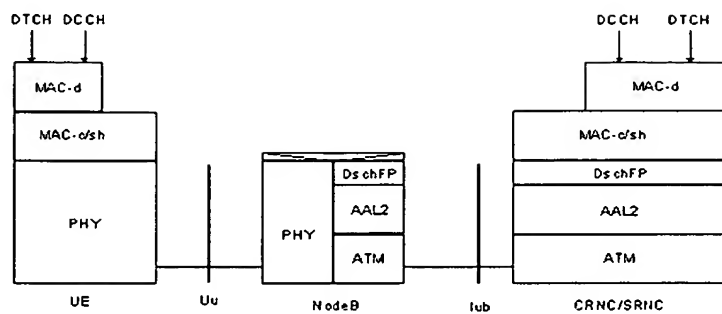 DTCH DCCH DCCH DTCH
MAC-d MAC-d
MAC-c/sh MAC-c/sh
DschFP DschFP
PHY PHY AAL2 AAL2
ATM ATM
UE Uu NodeB Iub CRNC/SRNC